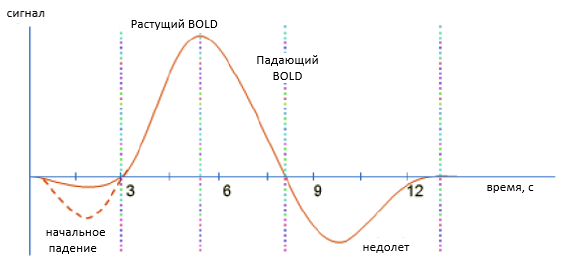 сигнал
Растущий BOLD
Падающий
BOLD
3
6
9
12
время, с
начальное
падение
недолет